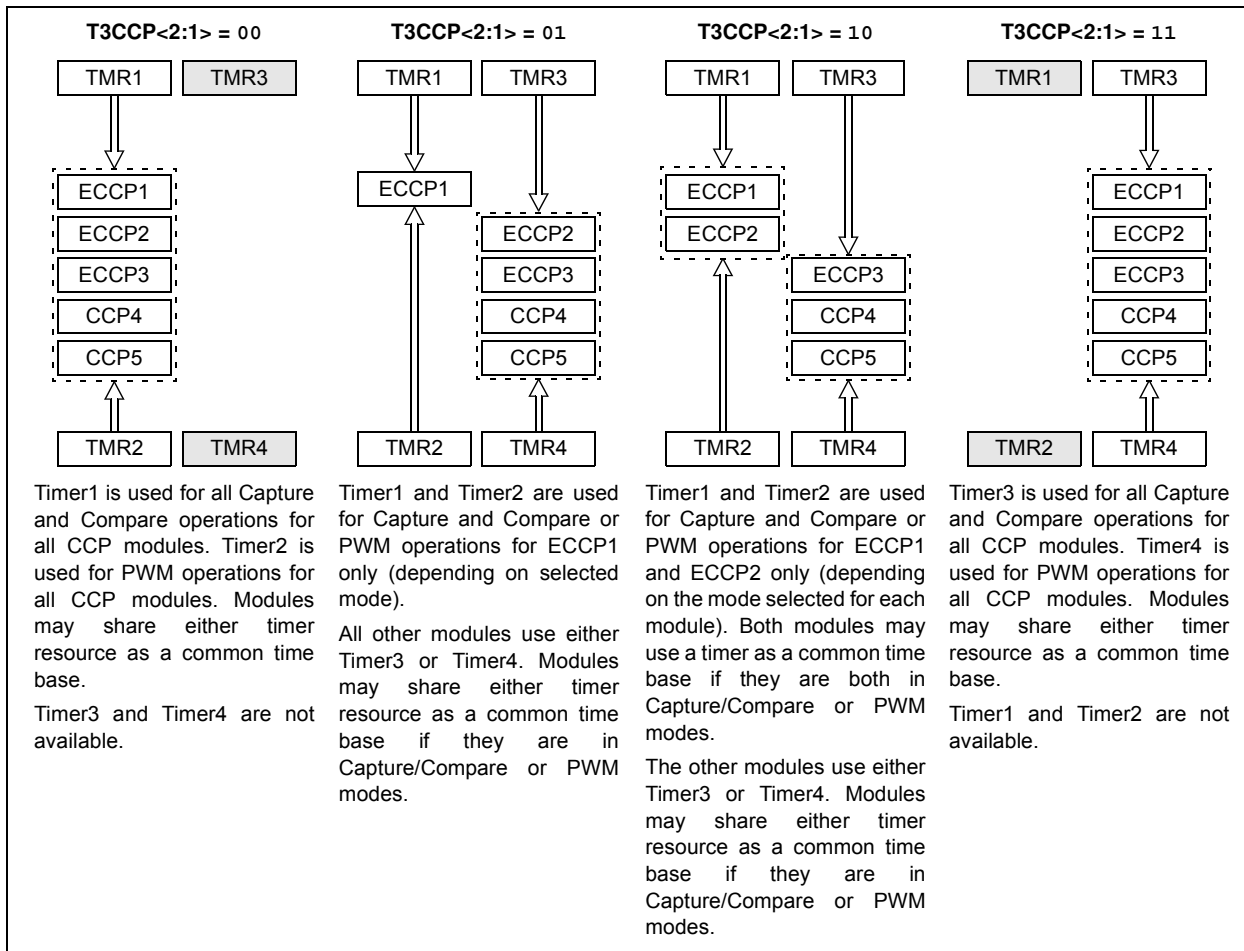 T3CCP<2:1> = 00
TMR1
TMR3
ECCP1
ECCP2
ECCP3
CCP4
CCP5
TMR2
TMR4
Timer1 is used for all Capture
and Compare operations for
all CCP modules. Timer2 is
used for PWM operations for
all CCP modules. Modules
may share either timer
resource as a common time
base.
Timer3 and Timer4 are not
available.
T3CCP<2:1> = 01
TMR1
TMR3
ECCP1
ECCP2
ECCP3
CCP4
CCP5
TMR2
TMR4
Timer1 and Timer2 are used
for Capture and Compare or
PWM operations for ECCP1
only (depending on selected
mode).
All other modules use either
Timer3 or Timer4. Modules
may share either timer
resource as a common time
base if they are in
Capture/Compare or PWM
modes.
T3CCP<2:1> = 10
TMR1
TMR3
ECCP1
ECCP2
ECCP3
CCP4
CCP5
TMR2
TMR4
Timer1 and Timer2 are used
for Capture and Compare or
PWM operations for ECCP1
and ECCP2 only (depending
on the mode selected for each
module). Both modules may
use a timer as a common time
base if they are both in
Capture/Compare or PWM
modes.
The other modules use either
Timer3 or Timer4. Modules
may share either timer
resource as a common time
base if they are in
Capture/Compare or PWM
modes.
T3CCP<2:1> = 11
TMR1
TMR3
ECCP1
ECCP2
ECCP3
CCP4
CCP5
TMR2
TMR4
Timer3 is used for all Capture
and Compare operations for
all CCP modules. Timer4 is
used for PWM operations for
all CCP modules. Modules
may share either timer
resource as a common time
base.
Timer1 and Timer2 are not
available.